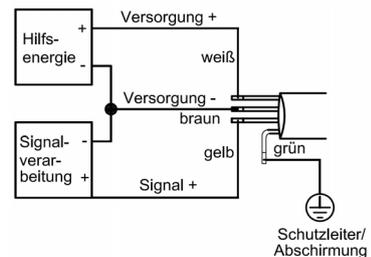 Versorgung +
+
Hilfs-
energie
-
weiß
Versorgung -
braun
Signal-
verar-
beitung
-
+
gelb
grün
Signal +
Schutzleiter/
Abschirmung